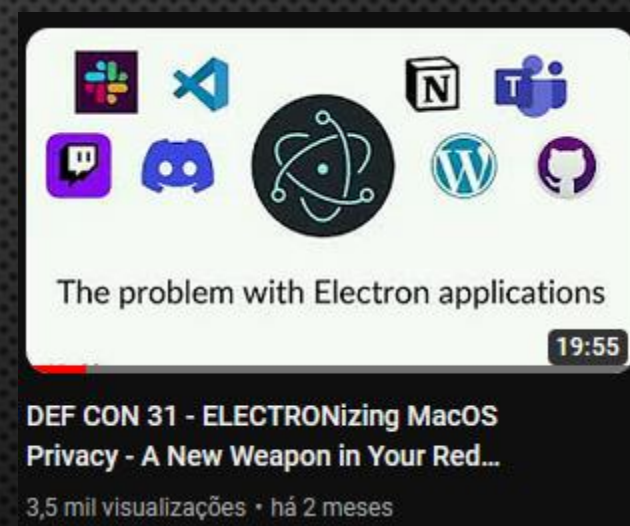 N
T
The problem with Electron applications
19:55
DEF CON 31 - ELECTRONizing MacOS
Privacy - A New Weapon in Your Red...
3,5 mil visualizações • há 2 meses